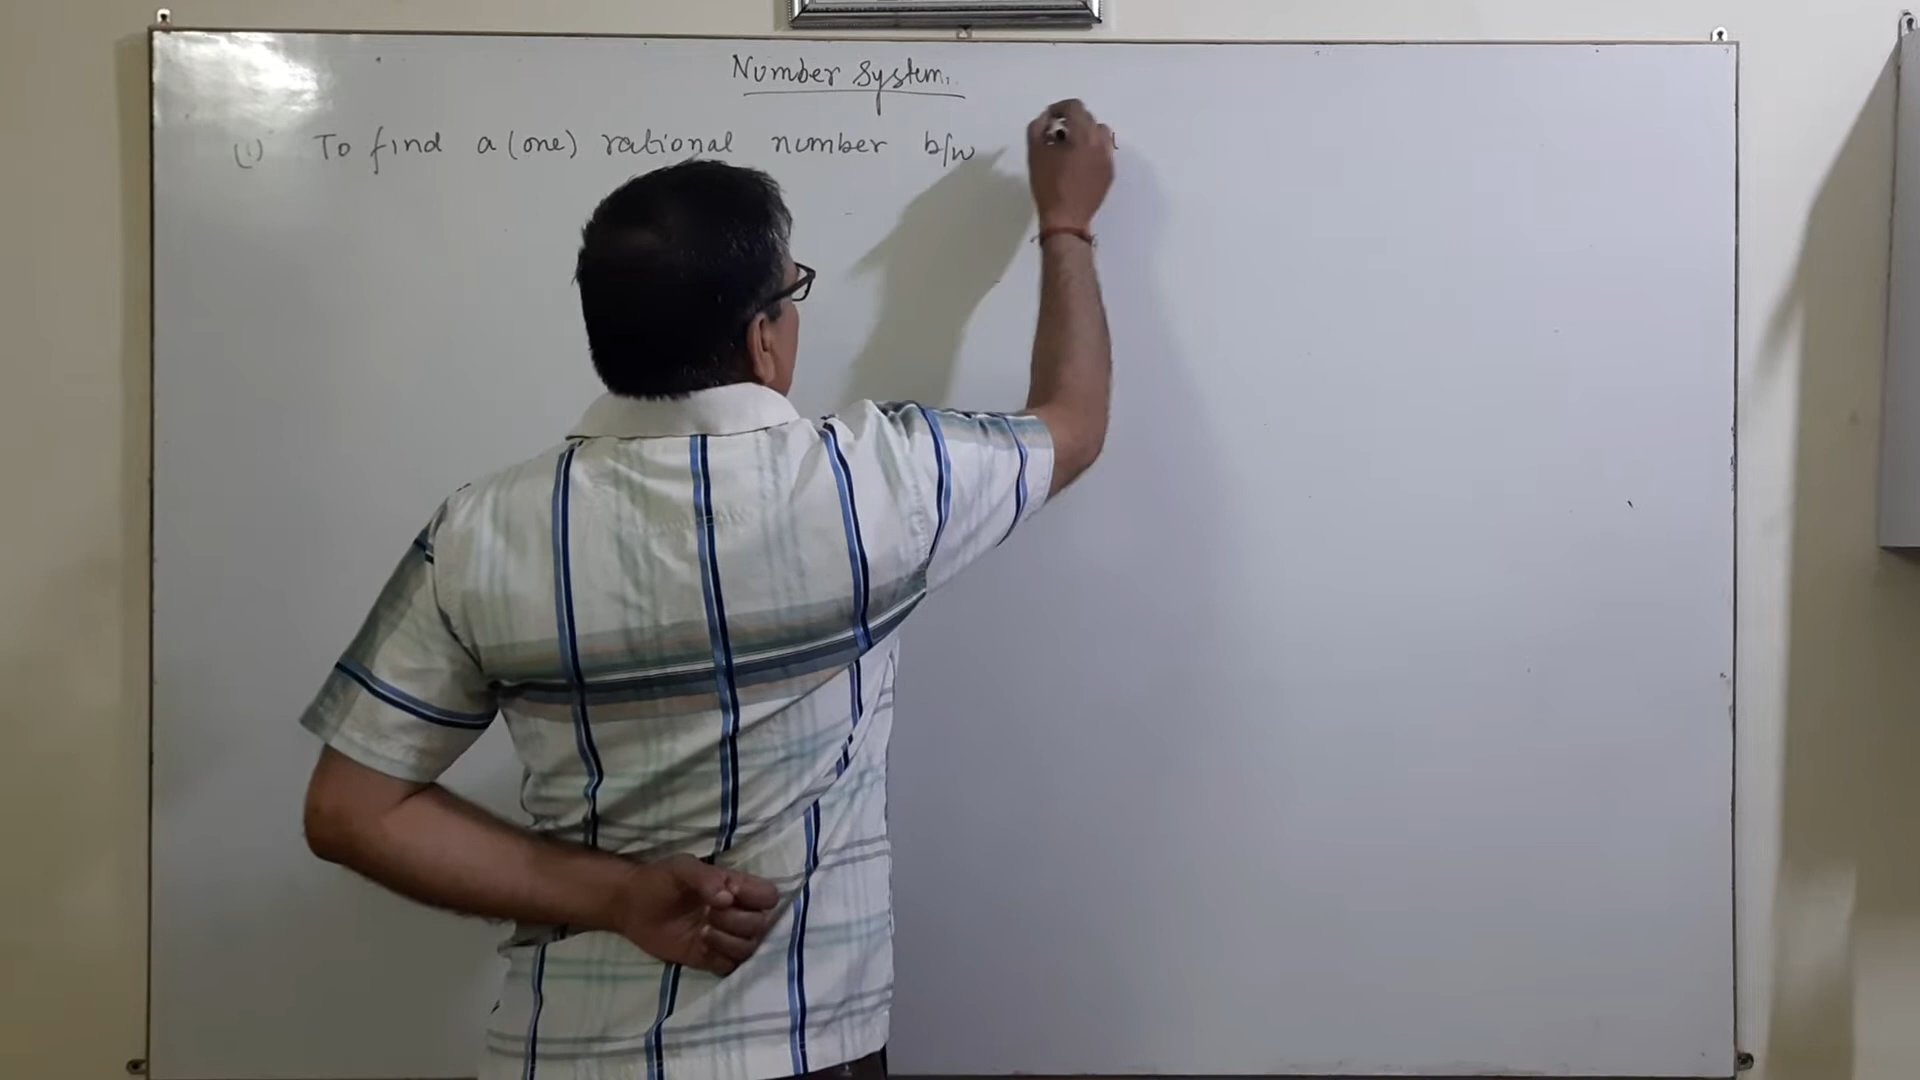 Number System.
(1) To find a (one) rational number b/w